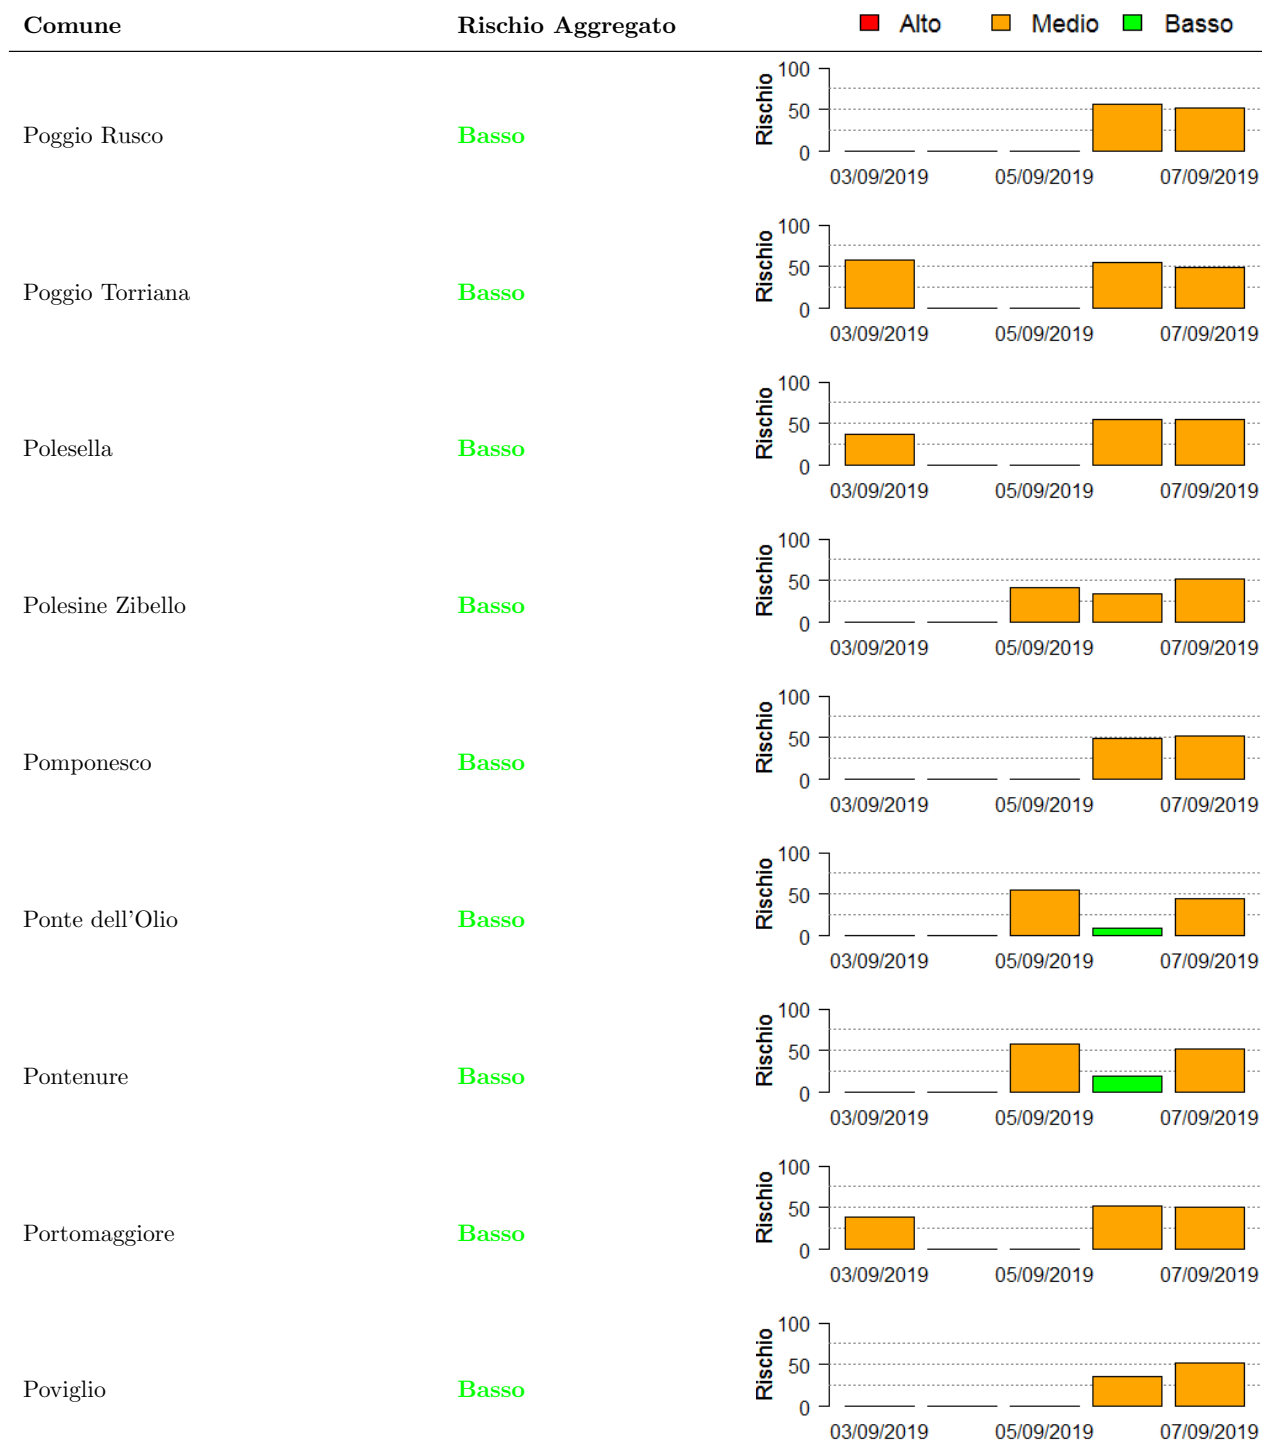 Comune Rischio Aggregato Alto Medio Basso
100
50
0
Rischio
Poggio Rusco Basso
03/09/2019 05/09/2019 07/09/2019
100
50
0
Rischio
Poggio Torriana Basso
03/09/2019 05/09/2019 07/09/2019
100
50
0
Rischio
Polesella Basso
03/09/2019 05/09/2019 07/09/2019
100
50
0
Rischio
Polesine Zibello Basso
03/09/2019 05/09/2019 07/09/2019
100
50
0
Rischio
Pomponesco Basso
03/09/2019 05/09/2019 07/09/2019
100
50
0
Rischio
Ponte dell'Olio Basso
03/09/2019 05/09/2019 07/09/2019
100
50
0
Rischio
Pontenure Basso
03/09/2019 05/09/2019 07/09/2019
100
50
0
Rischio
Portomaggiore Basso
03/09/2019 05/09/2019 07/09/2019
100
50
0
Rischio
Poviglio Basso
03/09/2019 05/09/2019 07/09/2019